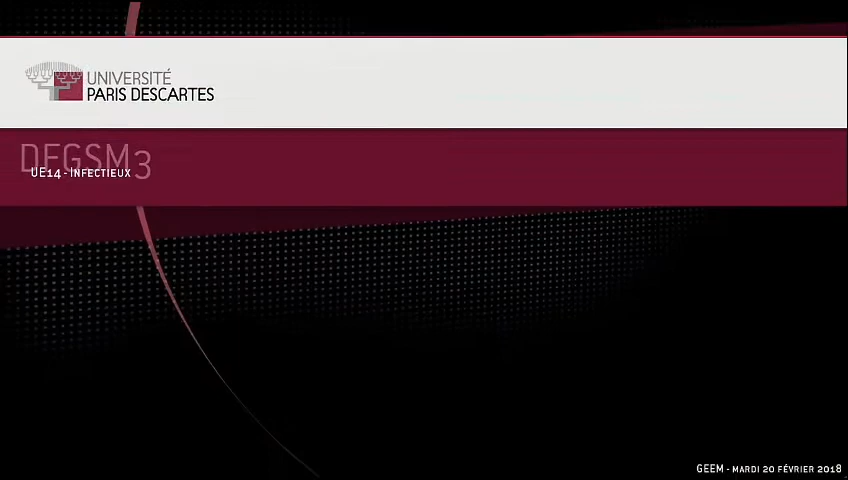 UNIVERSITÉ
PARIS DESCARTES
DFGSM3
UE14 - Infectieux
GEEM - mardi 20 février 2018